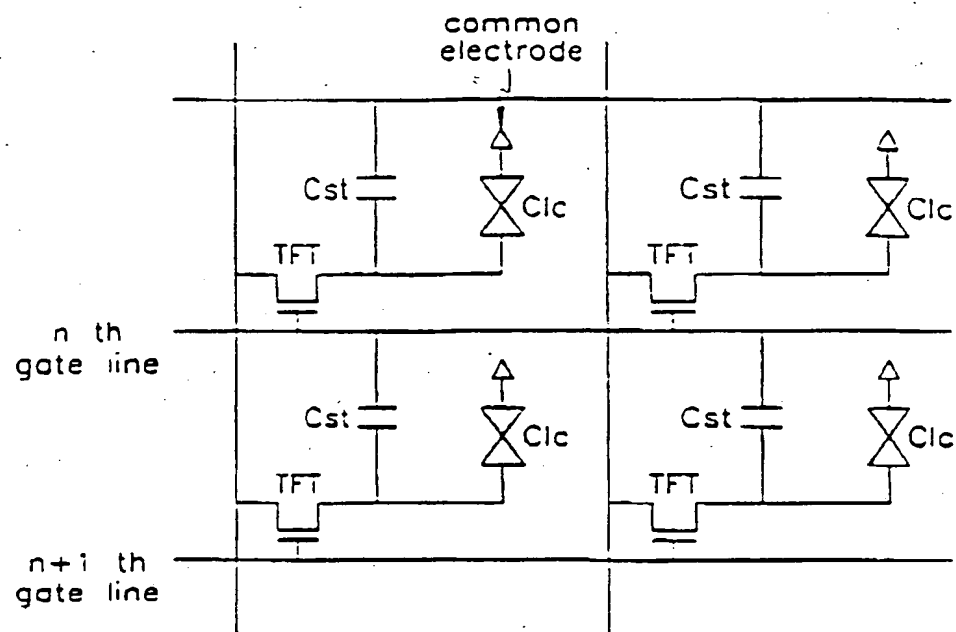 common
electrode
Cst
Clc
Cst
Clc
TFT
TFT
n th
gate line
Cst
Clc
Cst
Clc
TFT
TFT
n+1 th
gate line